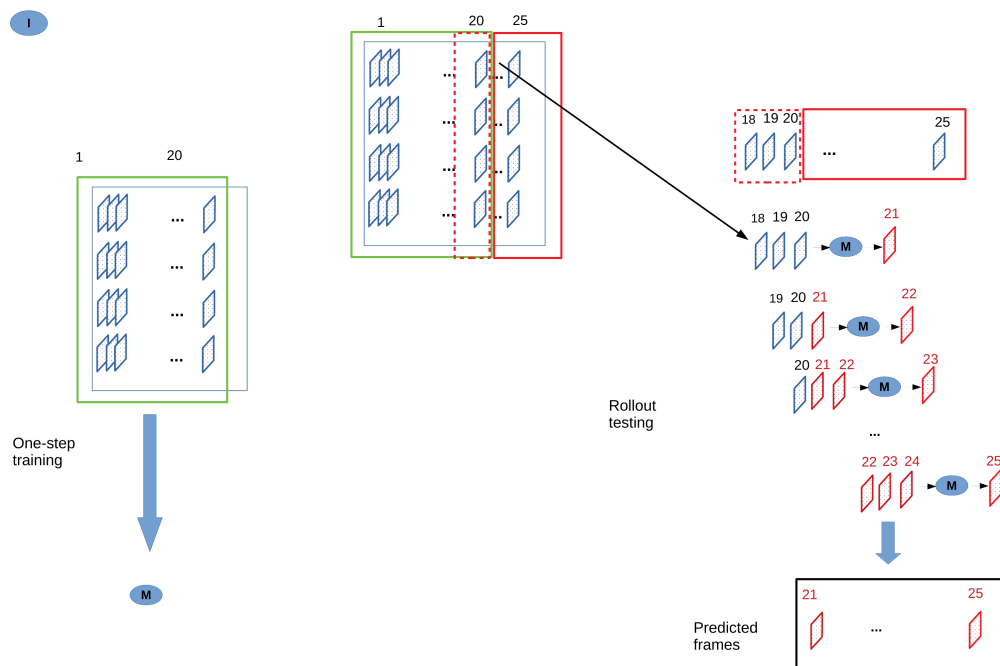 I
1 20 25
... ...
... ...
... ...
... ...
1 20
...
...
...
...
One-step
training
M
18 19 20 25
...
18 19 20 21
M
19 20 21 22
M
20 21 22 23
M
...
22 23 24 25
M
Rollout
testing
21 25
...
Predicted
frames